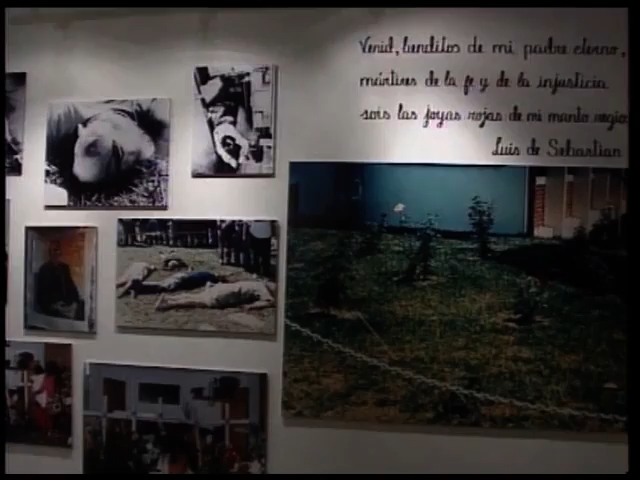 Venid, benditos de mi padre eterno,
mártires de la fe y de la injusticia
sois las joyas rojas de mi manto regio
Luis de Sebastian